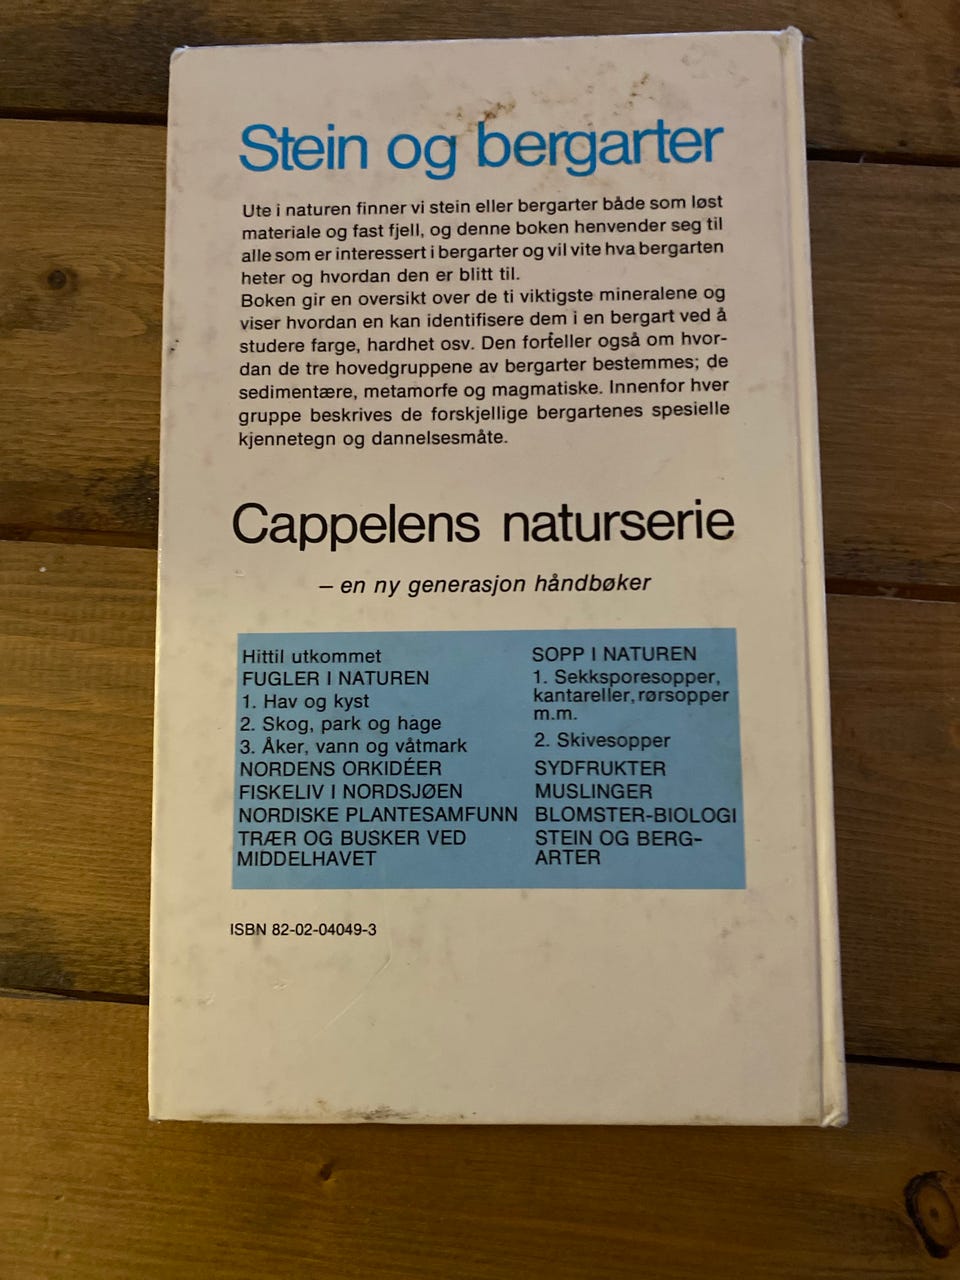 Stein og bergarter
Ute i naturen finner vi stein eller bergarter både som løst
materiale og fast fjell, og denne boken henvender seg til
alle som er interessert i bergarter og vil vite hva bergarten
heter og hvordan den er blitt til.
Boken gir en oversikt over de ti viktigste mineralene og
viser hvordan en kan identifisere dem i en bergart ved å
studere farge, hardhet osv. Den forteller også om hvor-
dan de tre hovedgruppene av bergarter bestemmes; de
sedimentære, metamorfe og magmatiske. Innenfor hver
gruppe beskrives de forskjellige bergartenes spesielle
kjennetegn og dannelsesmåte.
Cappelens naturserie
– en ny generasjon håndbøker
Hittil utkommet
FUGLER I NATUREN
1. Hav og kyst
2. Skog, park og hage
3. Åker, vann og våtmark
NORDENS ORKIDÉER
FISKELIV I NORDSJØEN
NORDISKE PLANTESAMFUNN
TRÆR OG BUSKER VED
MIDDELHAVET
SOPP I NATUREN
1. Sekksporesopper,
kantareller, rørsopper
m.m.
2. Skivesopper
SYDFRUKTER
MUSLINGER
BLOMSTER-BIOLOGI
STEIN OG BERG-
ARTER
ISBN 82-02-04049-3